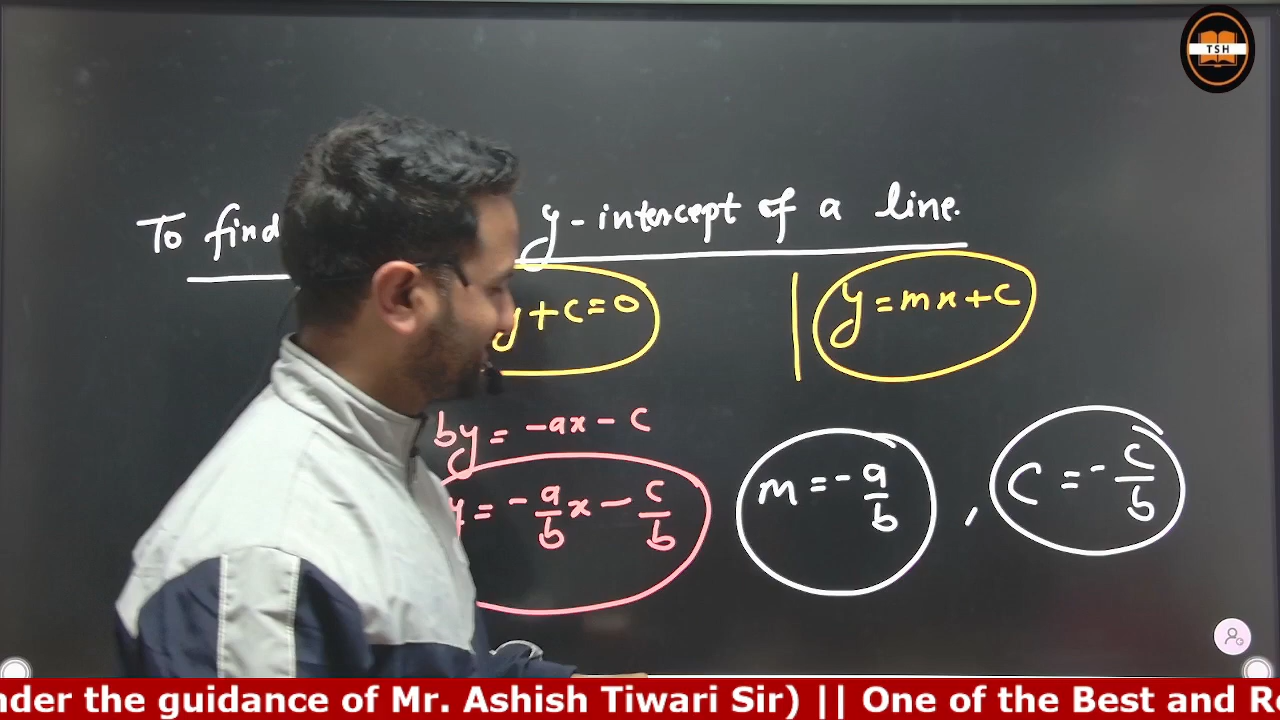 TSH
To find y-intercept of a line.
y+c=0 | y=mx+c
by = -ax - c
y = -a/b x - c/b m = -a/b , c = -c/b
nder the guidance of Mr. Ashish Tiwari Sir) || One of the Best and R